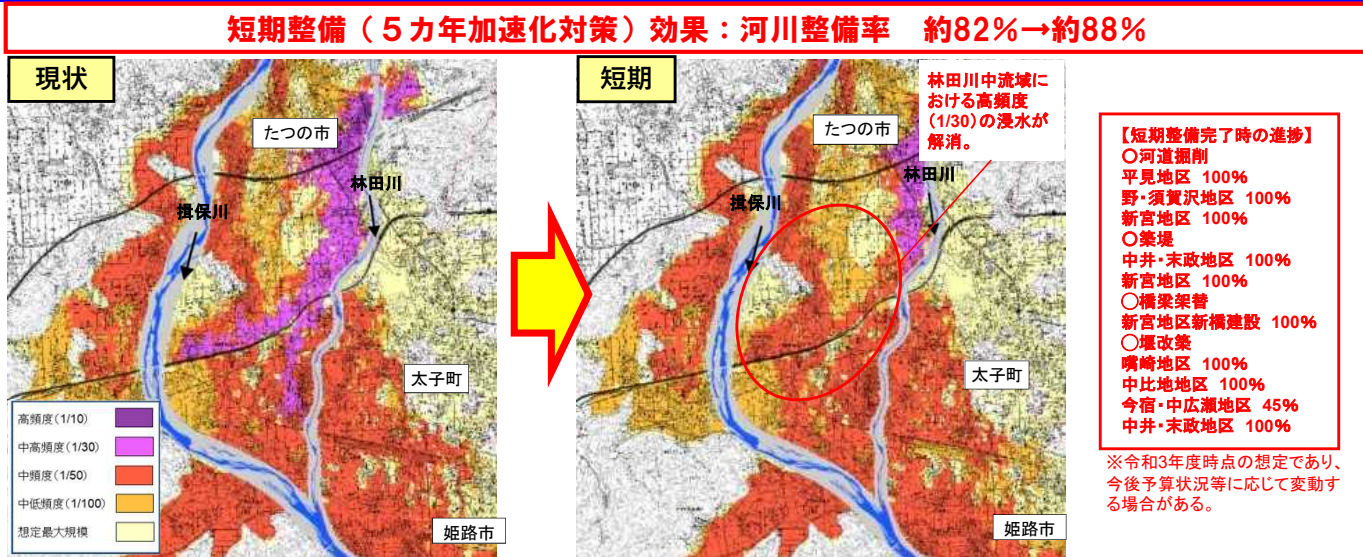 短期整備（５カ年加速化対策）効果：河川整備率　約82％→約88％
現状
たつの市
林田川
揖保川
太子町
姫路市
高頻度(1/10)
中高頻度(1/30)
中頻度(1/50)
中低頻度(1/100)
想定最大規模
短期
林田川中流域に
おける高頻度
(1/30)の浸水が
解消。
たつの市
林田川
揖保川
太子町
姫路市
【短期整備完了時の進捗】
○河道掘削
平見地区 100%
野・須賀沢地区 100%
新宮地区 100%
○築堤
中井・末政地区 100%
新宮地区 100%
○橋梁架替
新宮地区新橋建設 100%
○堰改築
嘴崎地区 100%
中比地地区 100%
今宿・中広瀬地区 45%
中井・末政地区 100%
※令和3年度時点の想定であり、
今後予算状況等に応じて変動す
る場合がある。